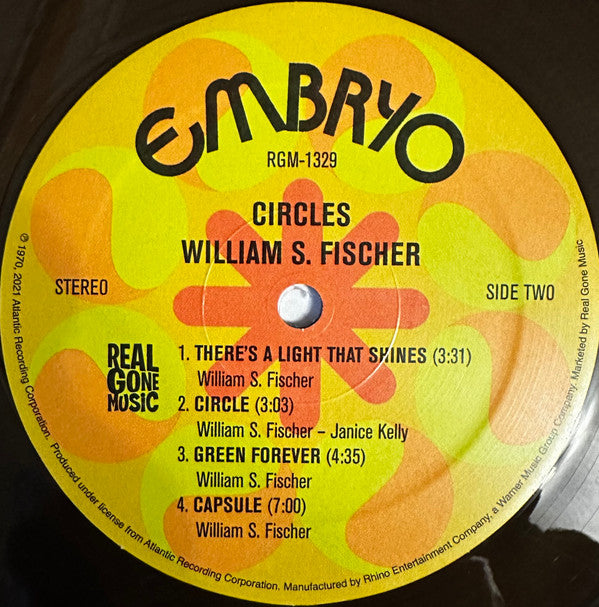 EMBRYO
RGM-1329
CIRCLES
WILLIAM S. FISCHER
STEREO
SIDE TWO
REAL
GONE
MUSIC
1. THERE'S A LIGHT THAT SHINES (3:31)
William S. Fischer
2. CIRCLE (3:03)
William S. Fischer – Janice Kelly
3. GREEN FOREVER (4:35)
William S. Fischer
4. CAPSULE (7:00)
William S. Fischer
℗ 1970, 2021 Atlantic Recording Corporation. Produced under license from Atlantic Recording Corporation. Manufactured by Rhino Entertainment Company, a Warner Music Group Company. Marketed by Real Gone Music